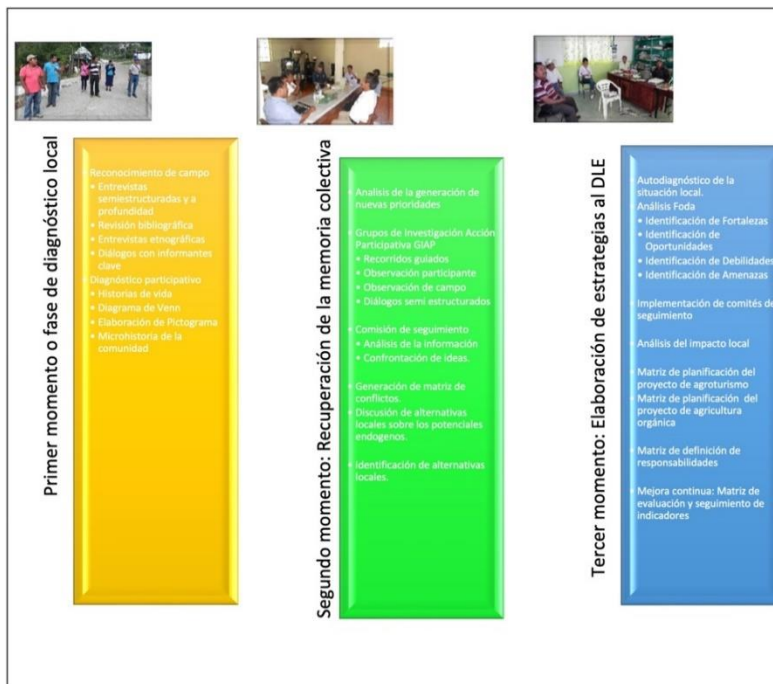 Primer momento o fase de diagnóstico local
Reconocimiento de campo
• Entrevistas
semiestructuradas y a
profundidad
• Revisión bibliográfica
• Entrevistas etnográficas
• Diálogos con informantes
clave
Diagnóstico participativo
• Historias de vida
• Diagrama de Venn
• Elaboración de Pictograma
• Microhistoria de la
comunidad
Segundo momento: Recuperación de la memoria colectiva
• Analisis de la generación de
nuevas prioridades
• Grupos de Investigación Acción
Participativa GIAP
• Recorridos guiados
• Observación participante
• Observación de campo
• Diálogos semi estructurados
• Comisión de seguimiento
• Análisis de la información
• Confrontación de ideas.
• Generación de matriz de
conflictos.
• Discusión de alternativas
locales sobre los potenciales
endogenos.
• Identificación de alternativas
locales.
Tercer momento: Elaboración de estrategias al DLE
• Autodiagnóstico de la
situación local.
• Análisis Foda
• Identificación de Fortalezas
• Identificación de
Oportunidades
• Identificación de Debilidades
• Identificación de Amenazas
• Implementación de comités de
seguimiento
• Análisis del impacto local
• Matriz de planificación del
proyecto de agroturismo
• Matriz de planificación del
proyecto de agricultura
orgánica
• Matriz de definición de
responsabilidades
• Mejora continua: Matriz de
evaluación y seguimiento de
indicadores